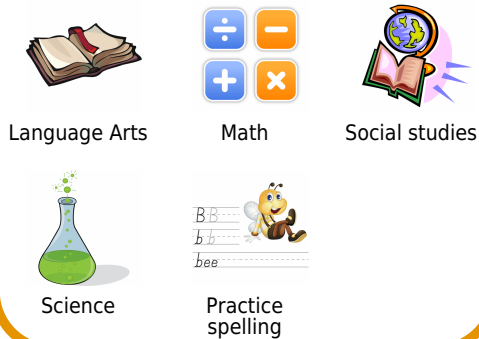 Language Arts
Math
Social studies
B B
b b
bee
Science
Practice
spelling